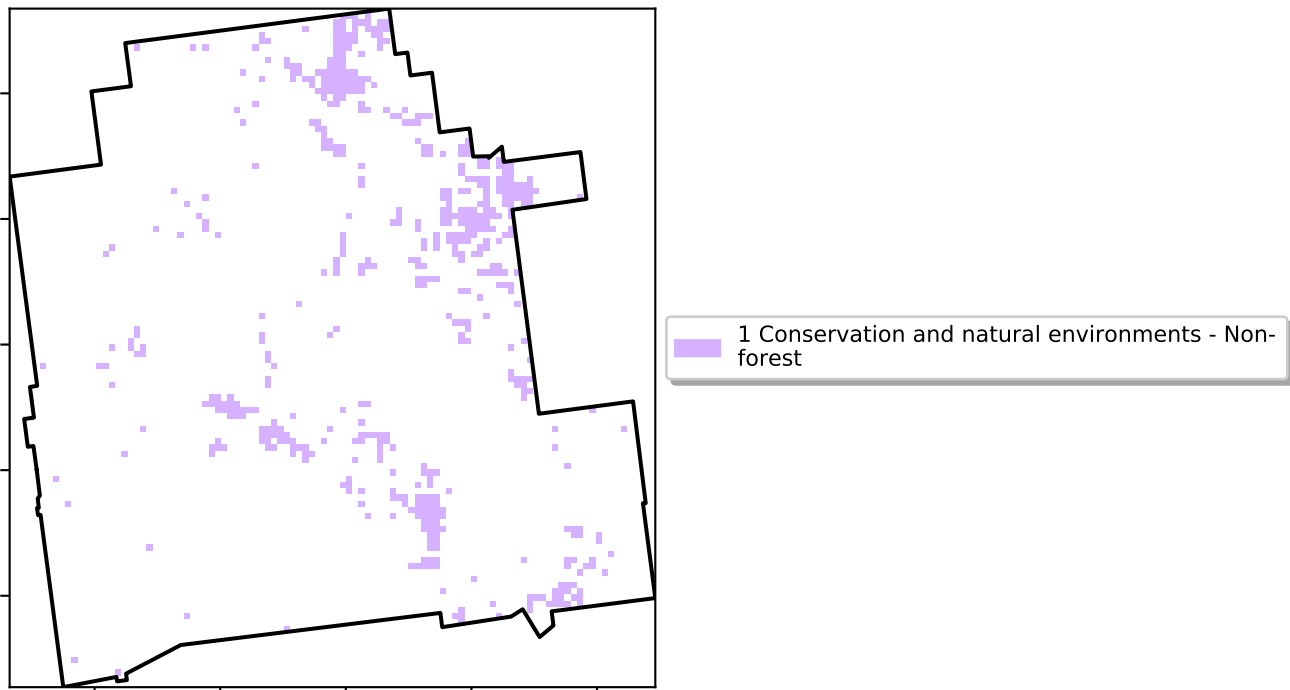 1 Conservation and natural environments - Non-
forest